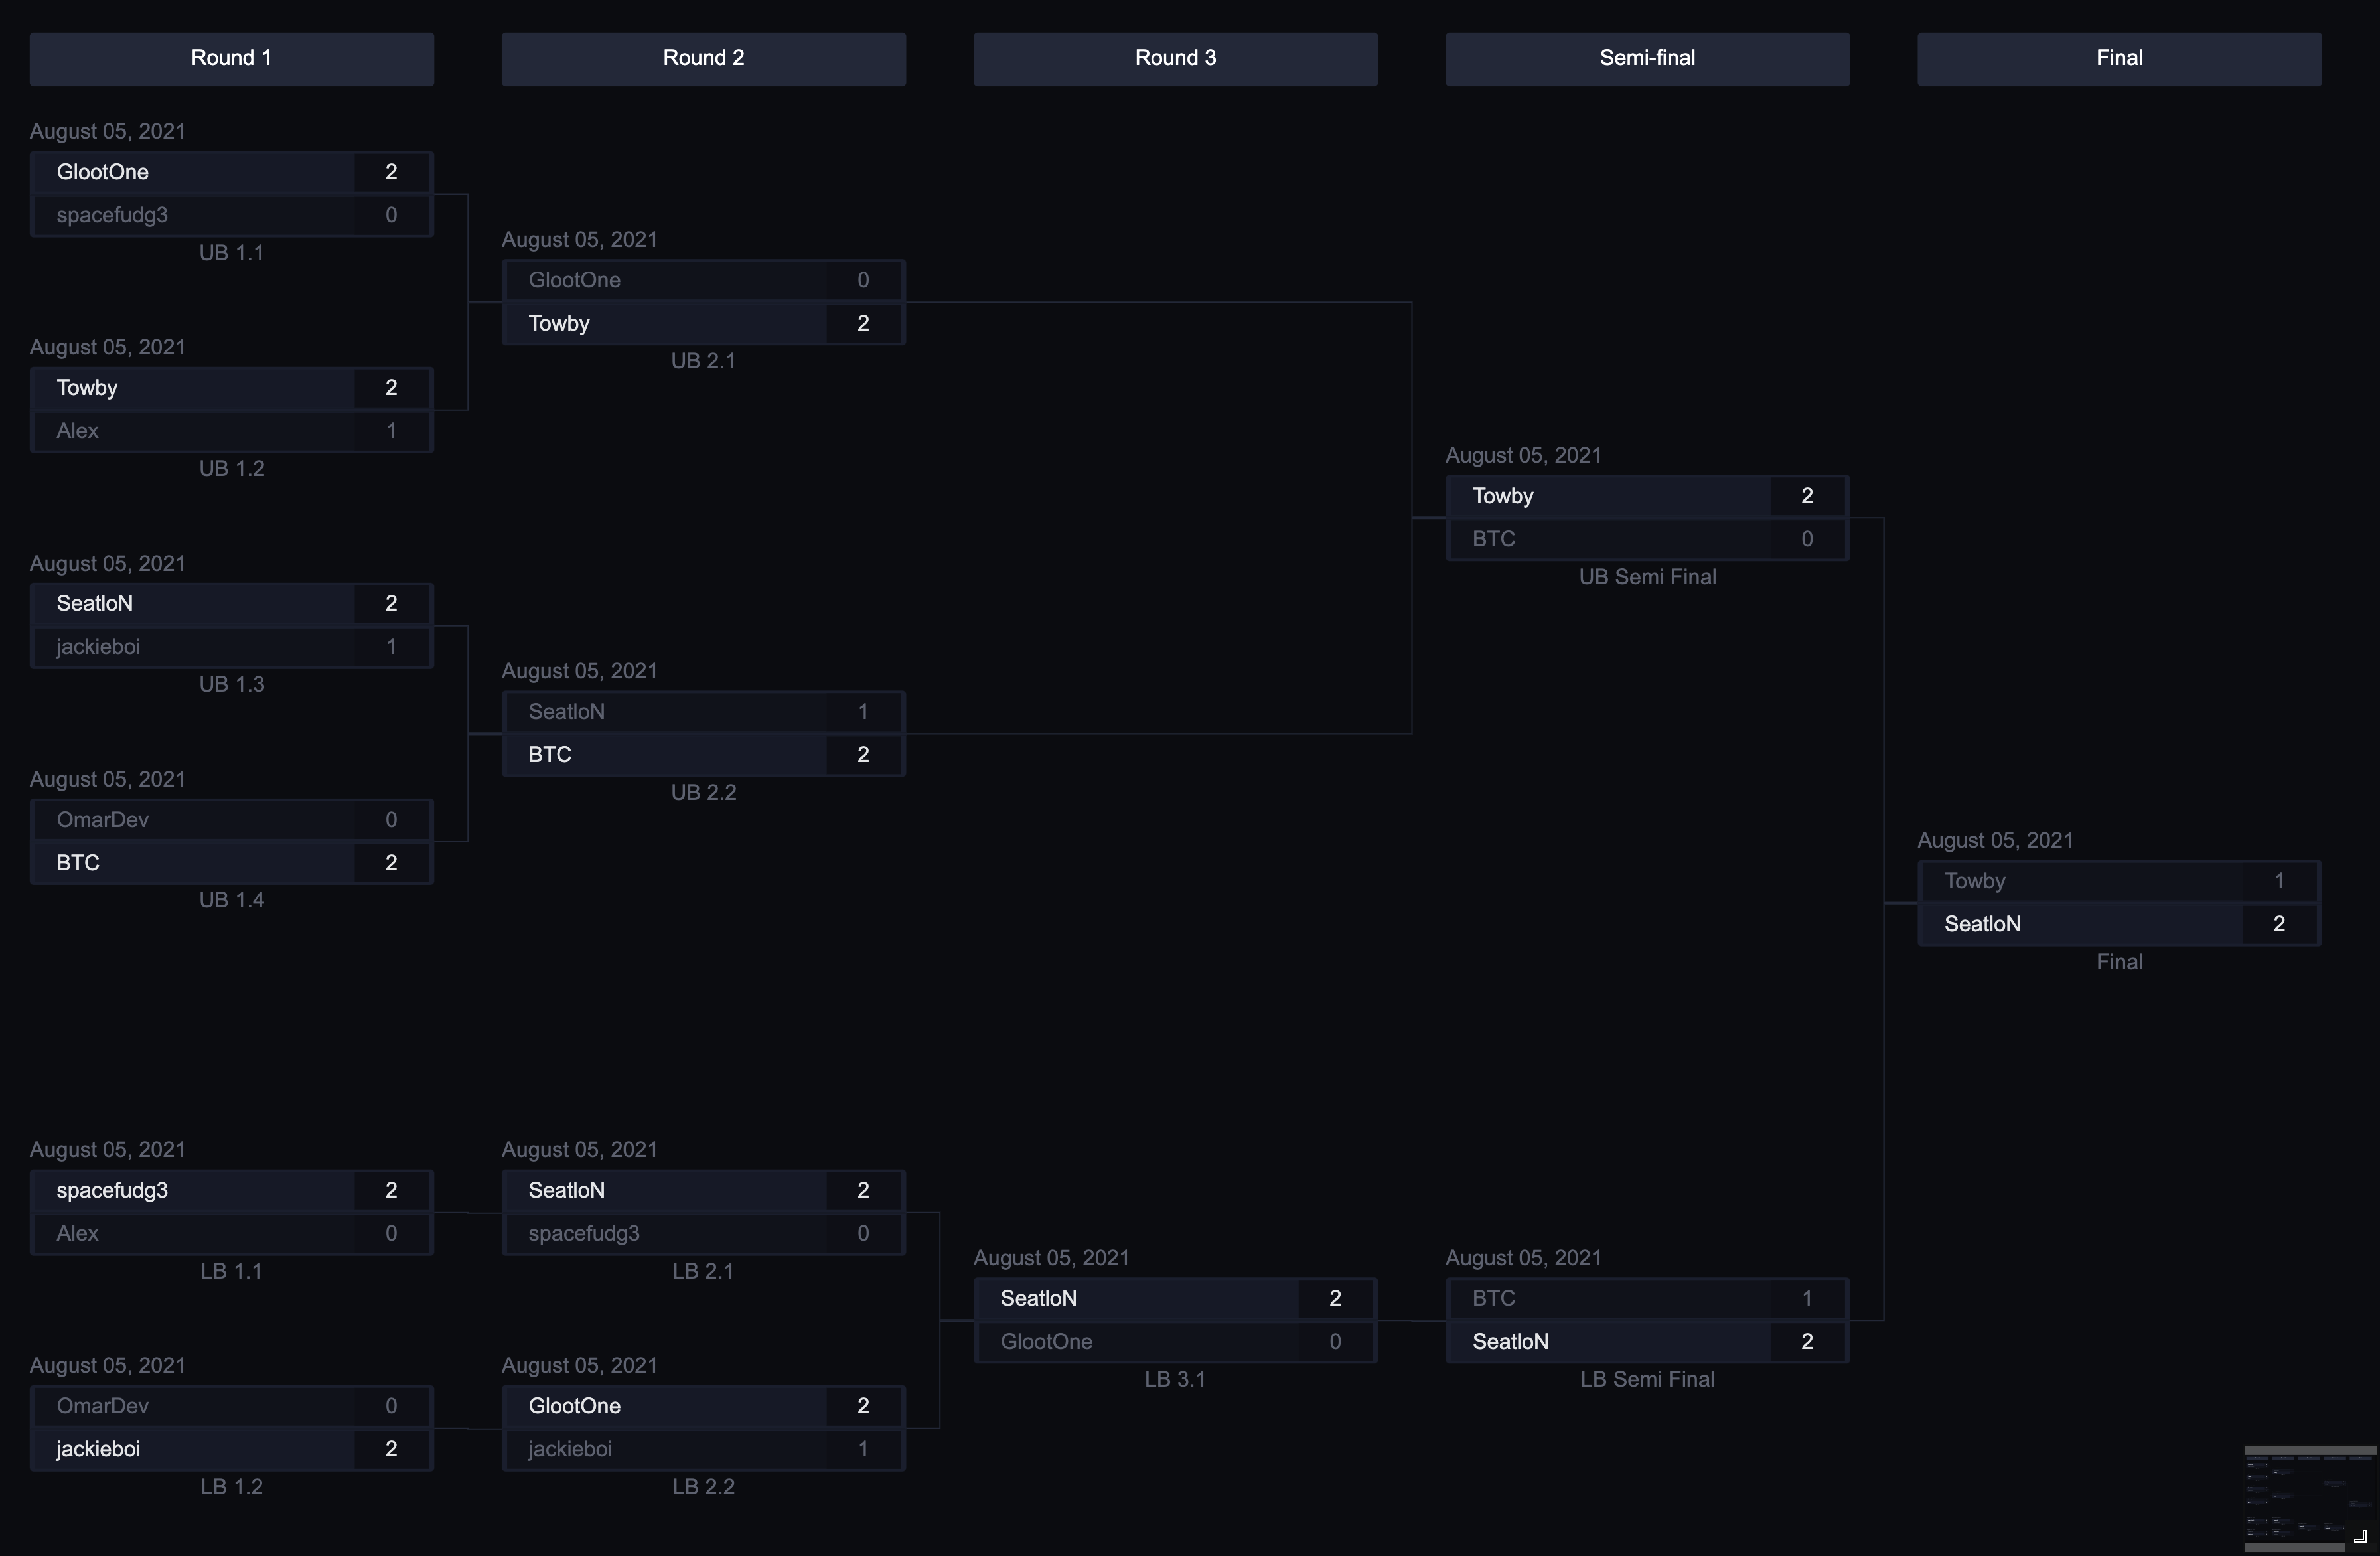 Round 1
Round 2
Round 3
Semi-final
Final
August 05, 2021
GlootOne 2
spacefudg3 0
UB 1.1
August 05, 2021
Towby 2
Alex 1
UB 1.2
August 05, 2021
SeatloN 2
jackieboi 1
UB 1.3
August 05, 2021
OmarDev 0
BTC 2
UB 1.4
August 05, 2021
GlootOne 0
Towby 2
UB 2.1
August 05, 2021
SeatloN 1
BTC 2
UB 2.2
August 05, 2021
Towby 2
BTC 0
UB Semi Final
August 05, 2021
Towby 1
SeatloN 2
Final
August 05, 2021
spacefudg3 2
Alex 0
LB 1.1
August 05, 2021
OmarDev 0
jackieboi 2
LB 1.2
August 05, 2021
SeatloN 2
spacefudg3 0
LB 2.1
August 05, 2021
GlootOne 2
jackieboi 1
LB 2.2
August 05, 2021
SeatloN 2
GlootOne 0
LB 3.1
August 05, 2021
BTC 1
SeatloN 2
LB Semi Final